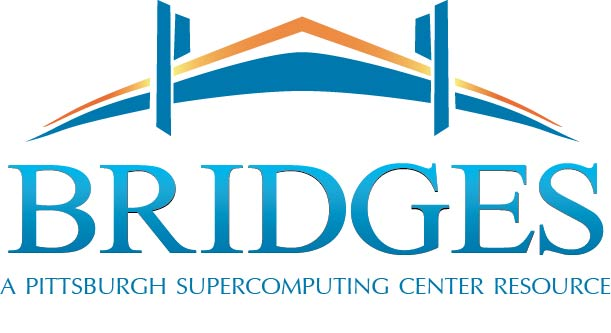 BRIDGES
A PITTSBURGH SUPERCOMPUTING CENTER RESOURCE